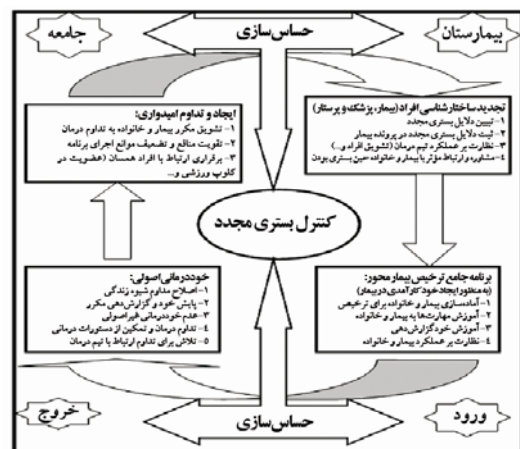 بیمارستان
حساس‌سازی
جامعه
تجدید ساختار شناسی افراد (بیمار، پزشک و پرستار)
۱- تبیین دلایل بستری مجدد
۲- ثبت دلایل بستری مجدد در پرونده بیمار
۳- نظارت بر عملکرد تیم درمان (تشویق افراد و...)
۴- مشاوره و ارتباط مؤثر با بیمار و خانواده حین بستری بودن
ایجاد و تداوم امیدواری:
۱- تشویق مکرر بیمار و خانواده به تداوم درمان
۲- تقویت منافع و تضعیف موانع اجرای برنامه
۳- برقراری ارتباط با افراد همسان (عضویت در
کلوپ ورزشی و...
کنترل بستری مجدد
برنامه جامع ترخیص بیمار محور:
(به منظور ایجاد خود کارآمدی در بیمار)
۱- آماده‌سازی بیمار و خانواده برای ترخیص
۲- آموزش مهارت‌ها به بیمار و خانواده
۳- آموزش خودگزارش‌دهی
۴- نظارت بر عملکرد بیمار و خانواده
خوددرمانی اصولی:
۱- اصلاح مداوم شیوه زندگی
۲- پایش خود و گزارش‌دهی مکرر
۳- عدم خوددرمانی غیراصولی
۴- تداوم درمان و تمکین از دستورات درمانی
۵- تلاش برای تداوم ارتباط با تیم درمان
ورود
حساس‌سازی
خروج